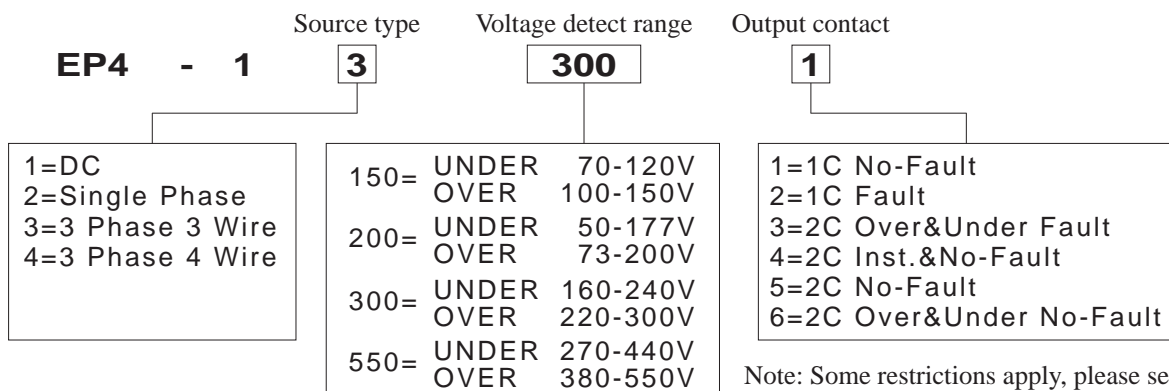 Source type Voltage detect range Output contact
EP4 - 1 3 300 1
1=DC
2=Single Phase
3=3 Phase 3 Wire
4=3 Phase 4 Wire
150= UNDER 70-120V
OVER 100-150V
200= UNDER 50-177V
OVER 73-200V
300= UNDER 160-240V
OVER 220-300V
550= UNDER 270-440V
OVER 380-550V
1=1C No-Fault
2=1C Fault
3=2C Over&Under Fault
4=2C Inst.&No-Fault
5=2C No-Fault
6=2C Over&Under No-Fault
Note: Some restrictions apply, please se